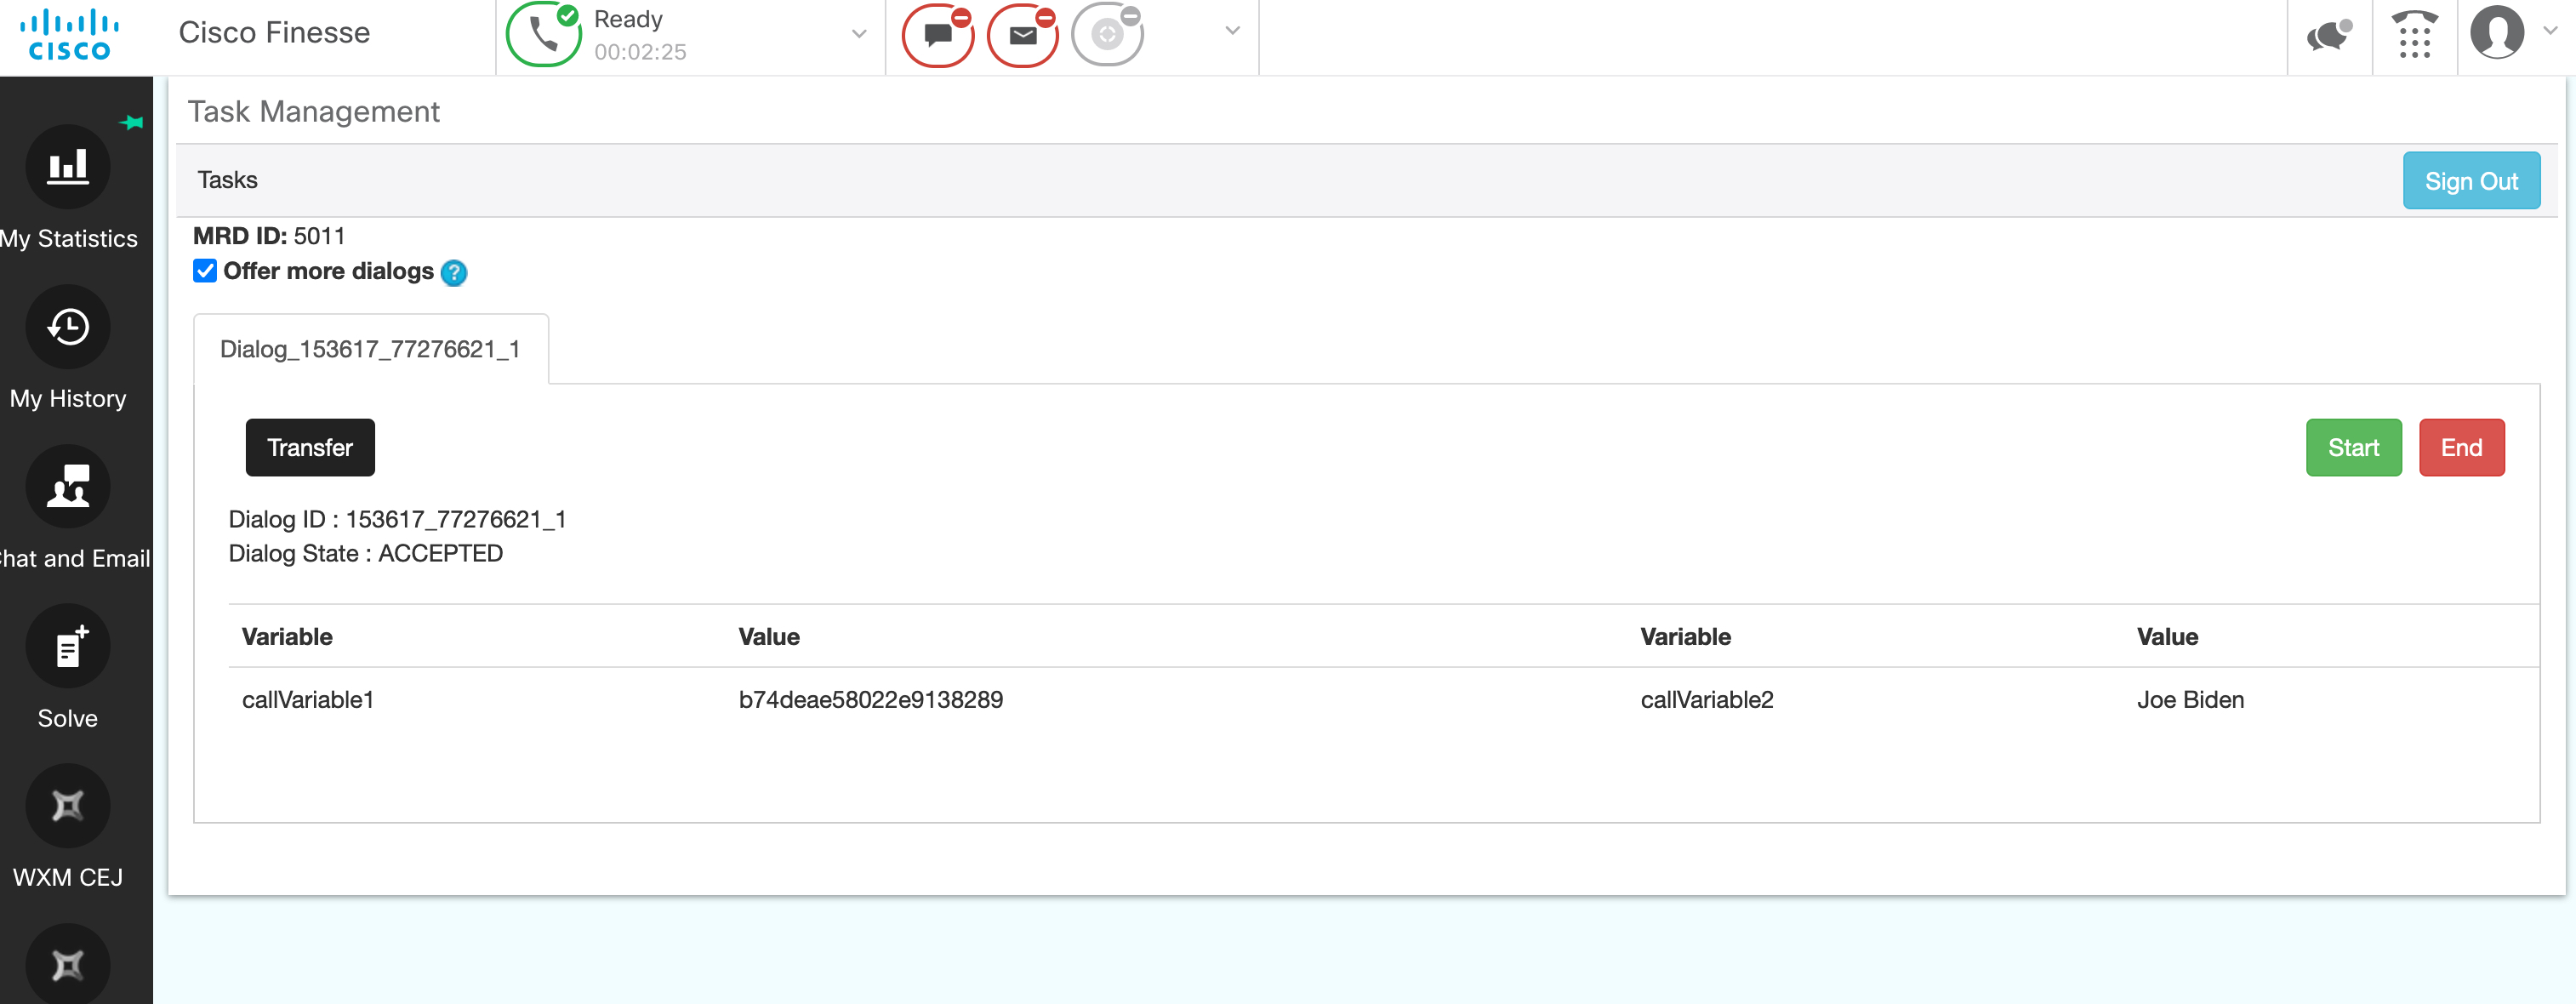 CISCO
Cisco Finesse
Ready
00:02:25
Task Management
Tasks
Sign Out
MRD ID: 5011
Offer more dialogs ?
Dialog_153617_77276621_1
Transfer
Start
End
Dialog ID : 153617_77276621_1
Dialog State : ACCEPTED
Variable Value Variable Value
callVariable1 b74deae58022e9138289 callVariable2 Joe Biden
My Statistics
My History
hat and Email
Solve
WXM CEJ